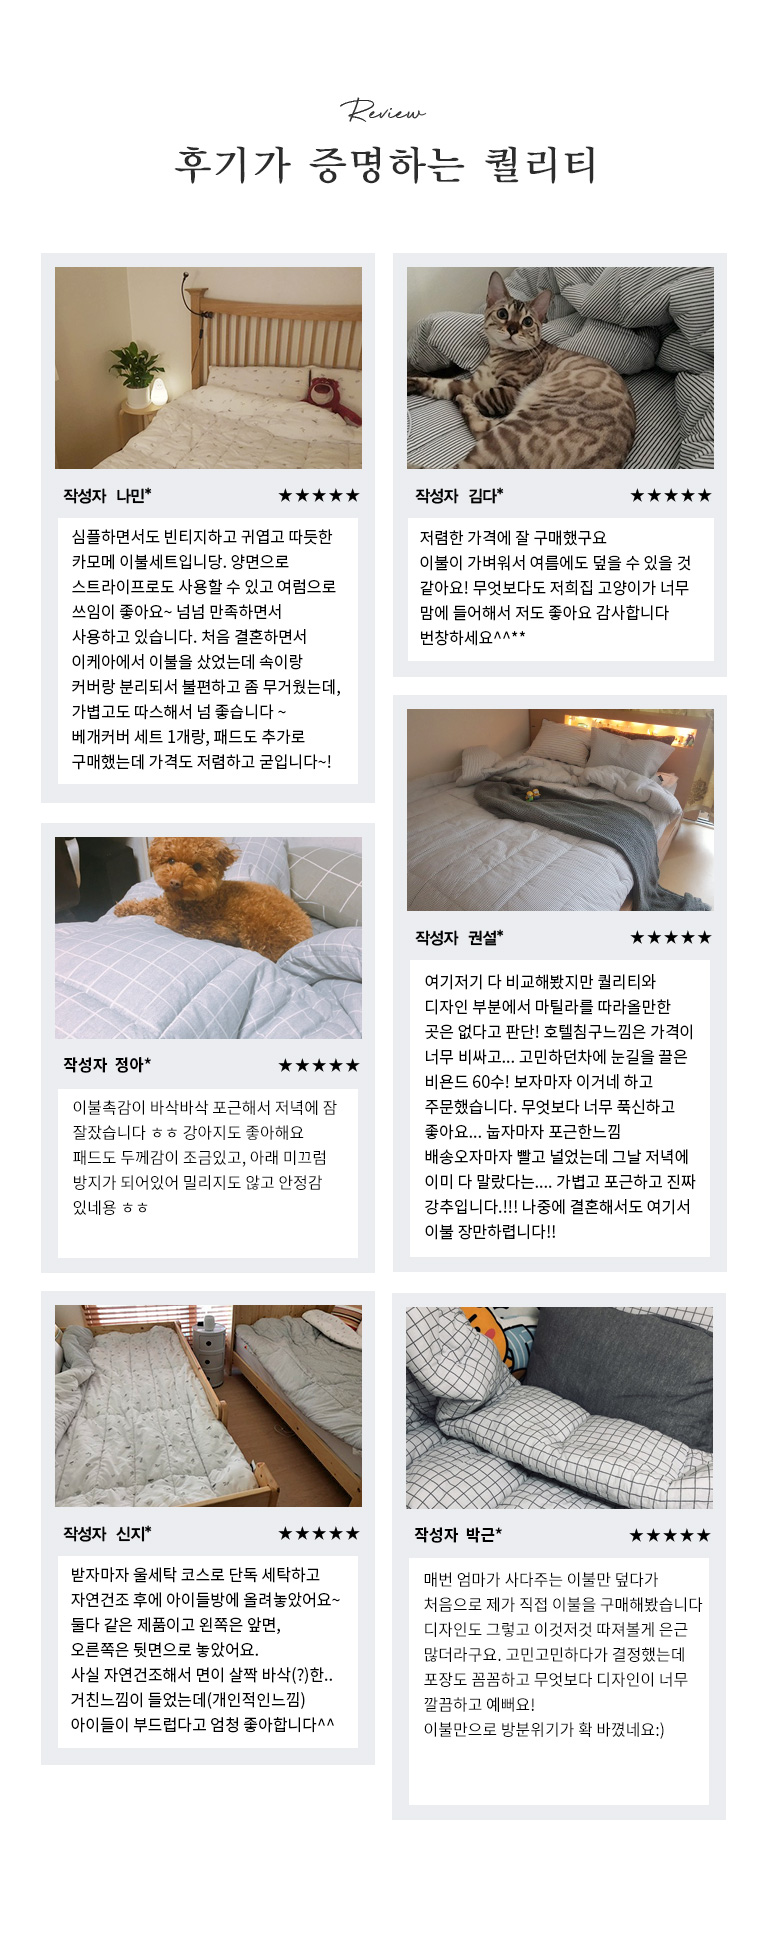 Review
후기가 증명하는 퀄리티
작성자 나민* ★★★★★
심플하면서도 빈티지하고 귀엽고 따듯한
카모메 이불세트입니당. 양면으로
스트라이프로도 사용할 수 있고 여럼으로
쓰임이 좋아요~ 넘넘 만족하면서
사용하고 있습니다. 처음 결혼하면서
이케아에서 이불을 샀었는데 속이랑
커버랑 분리되서 불편하고 좀 무거웠는데,
가볍고도 따스해서 넘 좋습니다 ~
베개커버 세트 1개랑, 패드도 추가로
구매했는데 가격도 저렴하고 굳입니다~!
작성자 김다* ★★★★★
저렴한 가격에 잘 구매했구요
이불이 가벼워서 여름에도 덮을 수 있을 것
같아요! 무엇보다도 저희집 고양이가 너무
맘에 들어해서 저도 좋아요 감사합니다
번창하세요^^**
작성자 정아* ★★★★★
이불촉감이 바삭바삭 포근해서 저녁에 잠
잘잤습니다 ㅎㅎ 강아지도 좋아해요
패드도 두께감이 조금있고, 아래 미끄럼
방지가 되어있어 밀리지도 않고 안정감
있네용 ㅎㅎ
작성자 권설* ★★★★★
여기저기 다 비교해봤지만 퀄리티와
디자인 부분에서 마틸라를 따라올만한
곳은 없다고 판단! 호텔침구느낌은 가격이
너무 비싸고... 고민하던차에 눈길을 끌은
비욘드 60수! 보자마자 이거네 하고
주문했습니다. 무엇보다 너무 푹신하고
좋아요... 눕자마자 포근한느낌
배송오자마자 빨고 널었는데 그날 저녁에
이미 다 말랐다는.... 가볍고 포근하고 진짜
강추입니다.!!! 나중에 결혼해서도 여기서
이불 장만하렵니다!!
작성자 신지* ★★★★★
받자마자 울세탁 코스로 단독 세탁하고
자연건조 후에 아이들방에 올려놓았어요~
둘다 같은 제품이고 왼쪽은 앞면,
오른쪽은 뒷면으로 놓았어요.
사실 자연건조해서 면이 살짝 바삭(?)한..
거친느낌이 들었는데(개인적인느낌)
아이들이 부드럽다고 엄청 좋아합니다^^
작성자 박근* ★★★★★
매번 엄마가 사다주는 이불만 덮다가
처음으로 제가 직접 이불을 구매해봤습니다
디자인도 그렇고 이것저것 따져볼게 은근
많더라구요. 고민고민하다가 결정했는데
포장도 꼼꼼하고 무엇보다 디자인이 너무
깔끔하고 예뻐요!
이불만으로 방분위기가 확 바꼈네요:)